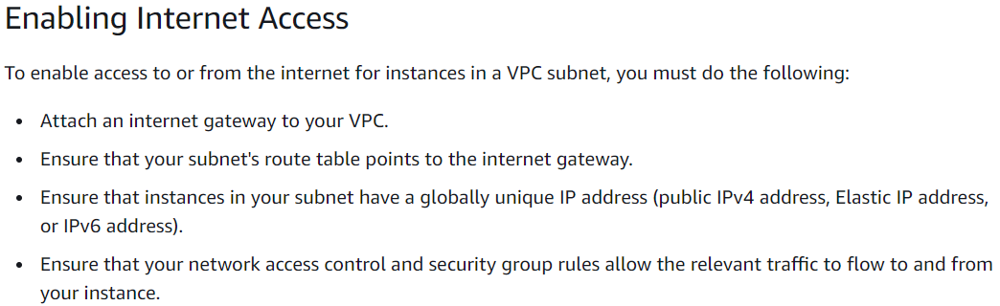 Enabling Internet Access
To enable access to or from the internet for instances in a VPC subnet, you must do the following:
• Attach an internet gateway to your VPC.
• Ensure that your subnet's route table points to the internet gateway.
• Ensure that instances in your subnet have a globally unique IP address (public IPv4 address, Elastic IP address,
or IPv6 address).
• Ensure that your network access control and security group rules allow the relevant traffic to flow to and from
your instance.